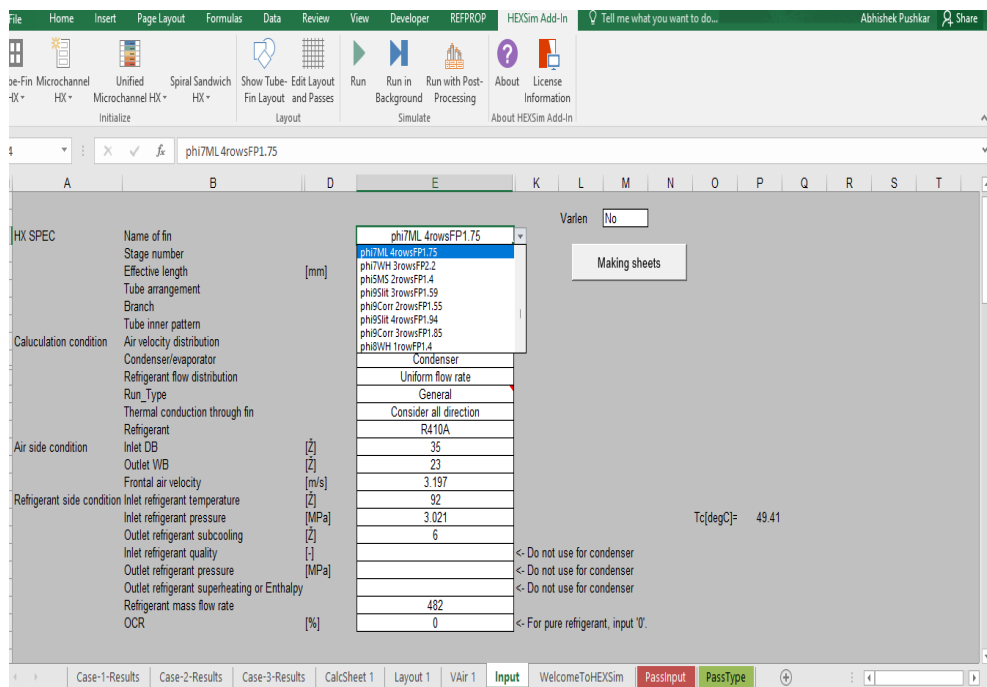 File Home Insert Page Layout Formulas Data Review View Developer REFPROP HEXSim Add-In Tell me what you want to do... Abhishek Pushkar Share
be-Fin Microchannel Unified Spiral Sandwich Show Tube- Edit Layout Run Run in Run with Post- About License
HX HX Microchannel HX HX Fin Layout and Passes Background Processing Information
Initialize Layout Simulate About HEXSim Add-In
4 fx phi7ML 4rowsFP1.75
A B D E K L M N O P Q R S T
Varlen No
HX SPEC Name of fin phi7ML 4rowsFP1.75
Stage number phi7ML 4rowsFP1.75
Making sheets
Effective length [mm] phi7WH 3rowsFP2.2
phi5MS 2rowsFP1.4
Tube arrangement phi9Slit 3rowsFP1.59
Branch phi9Corr 2rowsFP1.55
phi9Slit 4rowsFP1.94
Tube inner pattern phi9Corr 3rowsFP1.85
Caluculation condition Air velocity distribution phi8WH 1rowFP1.4
Condenser/evaporator Condenser
Refrigerant flow distribution Uniform flow rate
Run_Type General
Thermal conduction through fin Consider all direction
Refrigerant R410A
Air side condition Inlet DB [Ž] 35
Outlet WB [Ž] 23
Frontal air velocity [m/s] 3.197
Refrigerant side condition Inlet refrigerant temperature [Ž] 92
Inlet refrigerant pressure [MPa] 3.021 Tc[degC]= 49.41
Outlet refrigerant subcooling [Ž] 6
Inlet refrigerant quality [-] <- Do not use for condenser
Outlet refrigerant pressure [MPa] <- Do not use for condenser
Outlet refrigerant superheating or Enthalpy <- Do not use for condenser
Refrigerant mass flow rate 482
OCR [%] 0 <- For pure refrigerant, input '0'.
Case-1-Results Case-2-Results Case-3-Results CalcSheet 1 Layout 1 VAir 1 Input WelcomeToHEXSim PassInput PassType